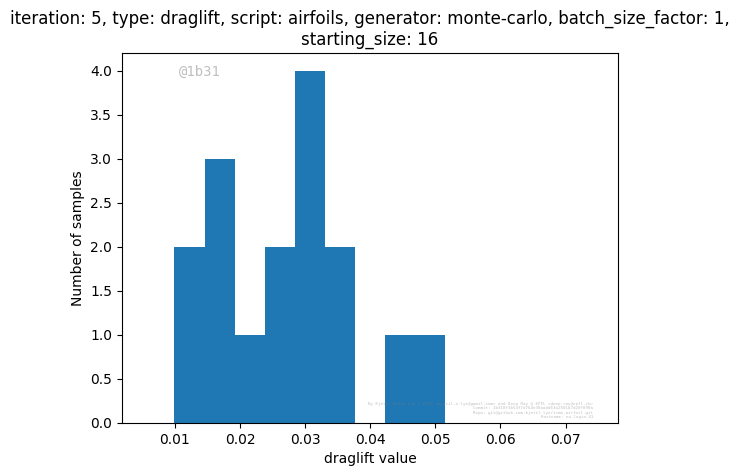 iteration: 5, type: draglift, script: airfoils, generator: monte-carlo, batch_size_factor: 1,
starting_size: 16
@1b31
4.0
3.5
3.0
2.5
2.0
1.5
1.0
0.5
0.0
Number of samples
0.01 0.02 0.03 0.04 0.05 0.06 0.07
draglift value